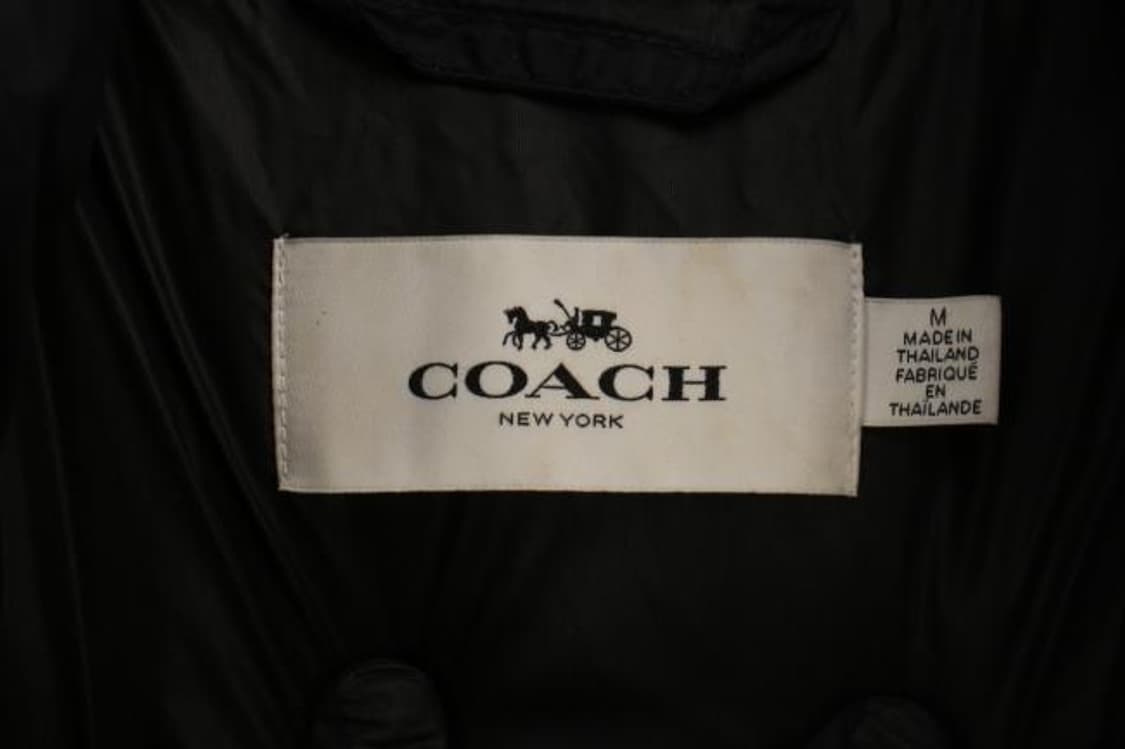 COACH
NEW YORK
M
MADE IN
THAILAND
FABRIQUÉ
EN
THAÏLANDE